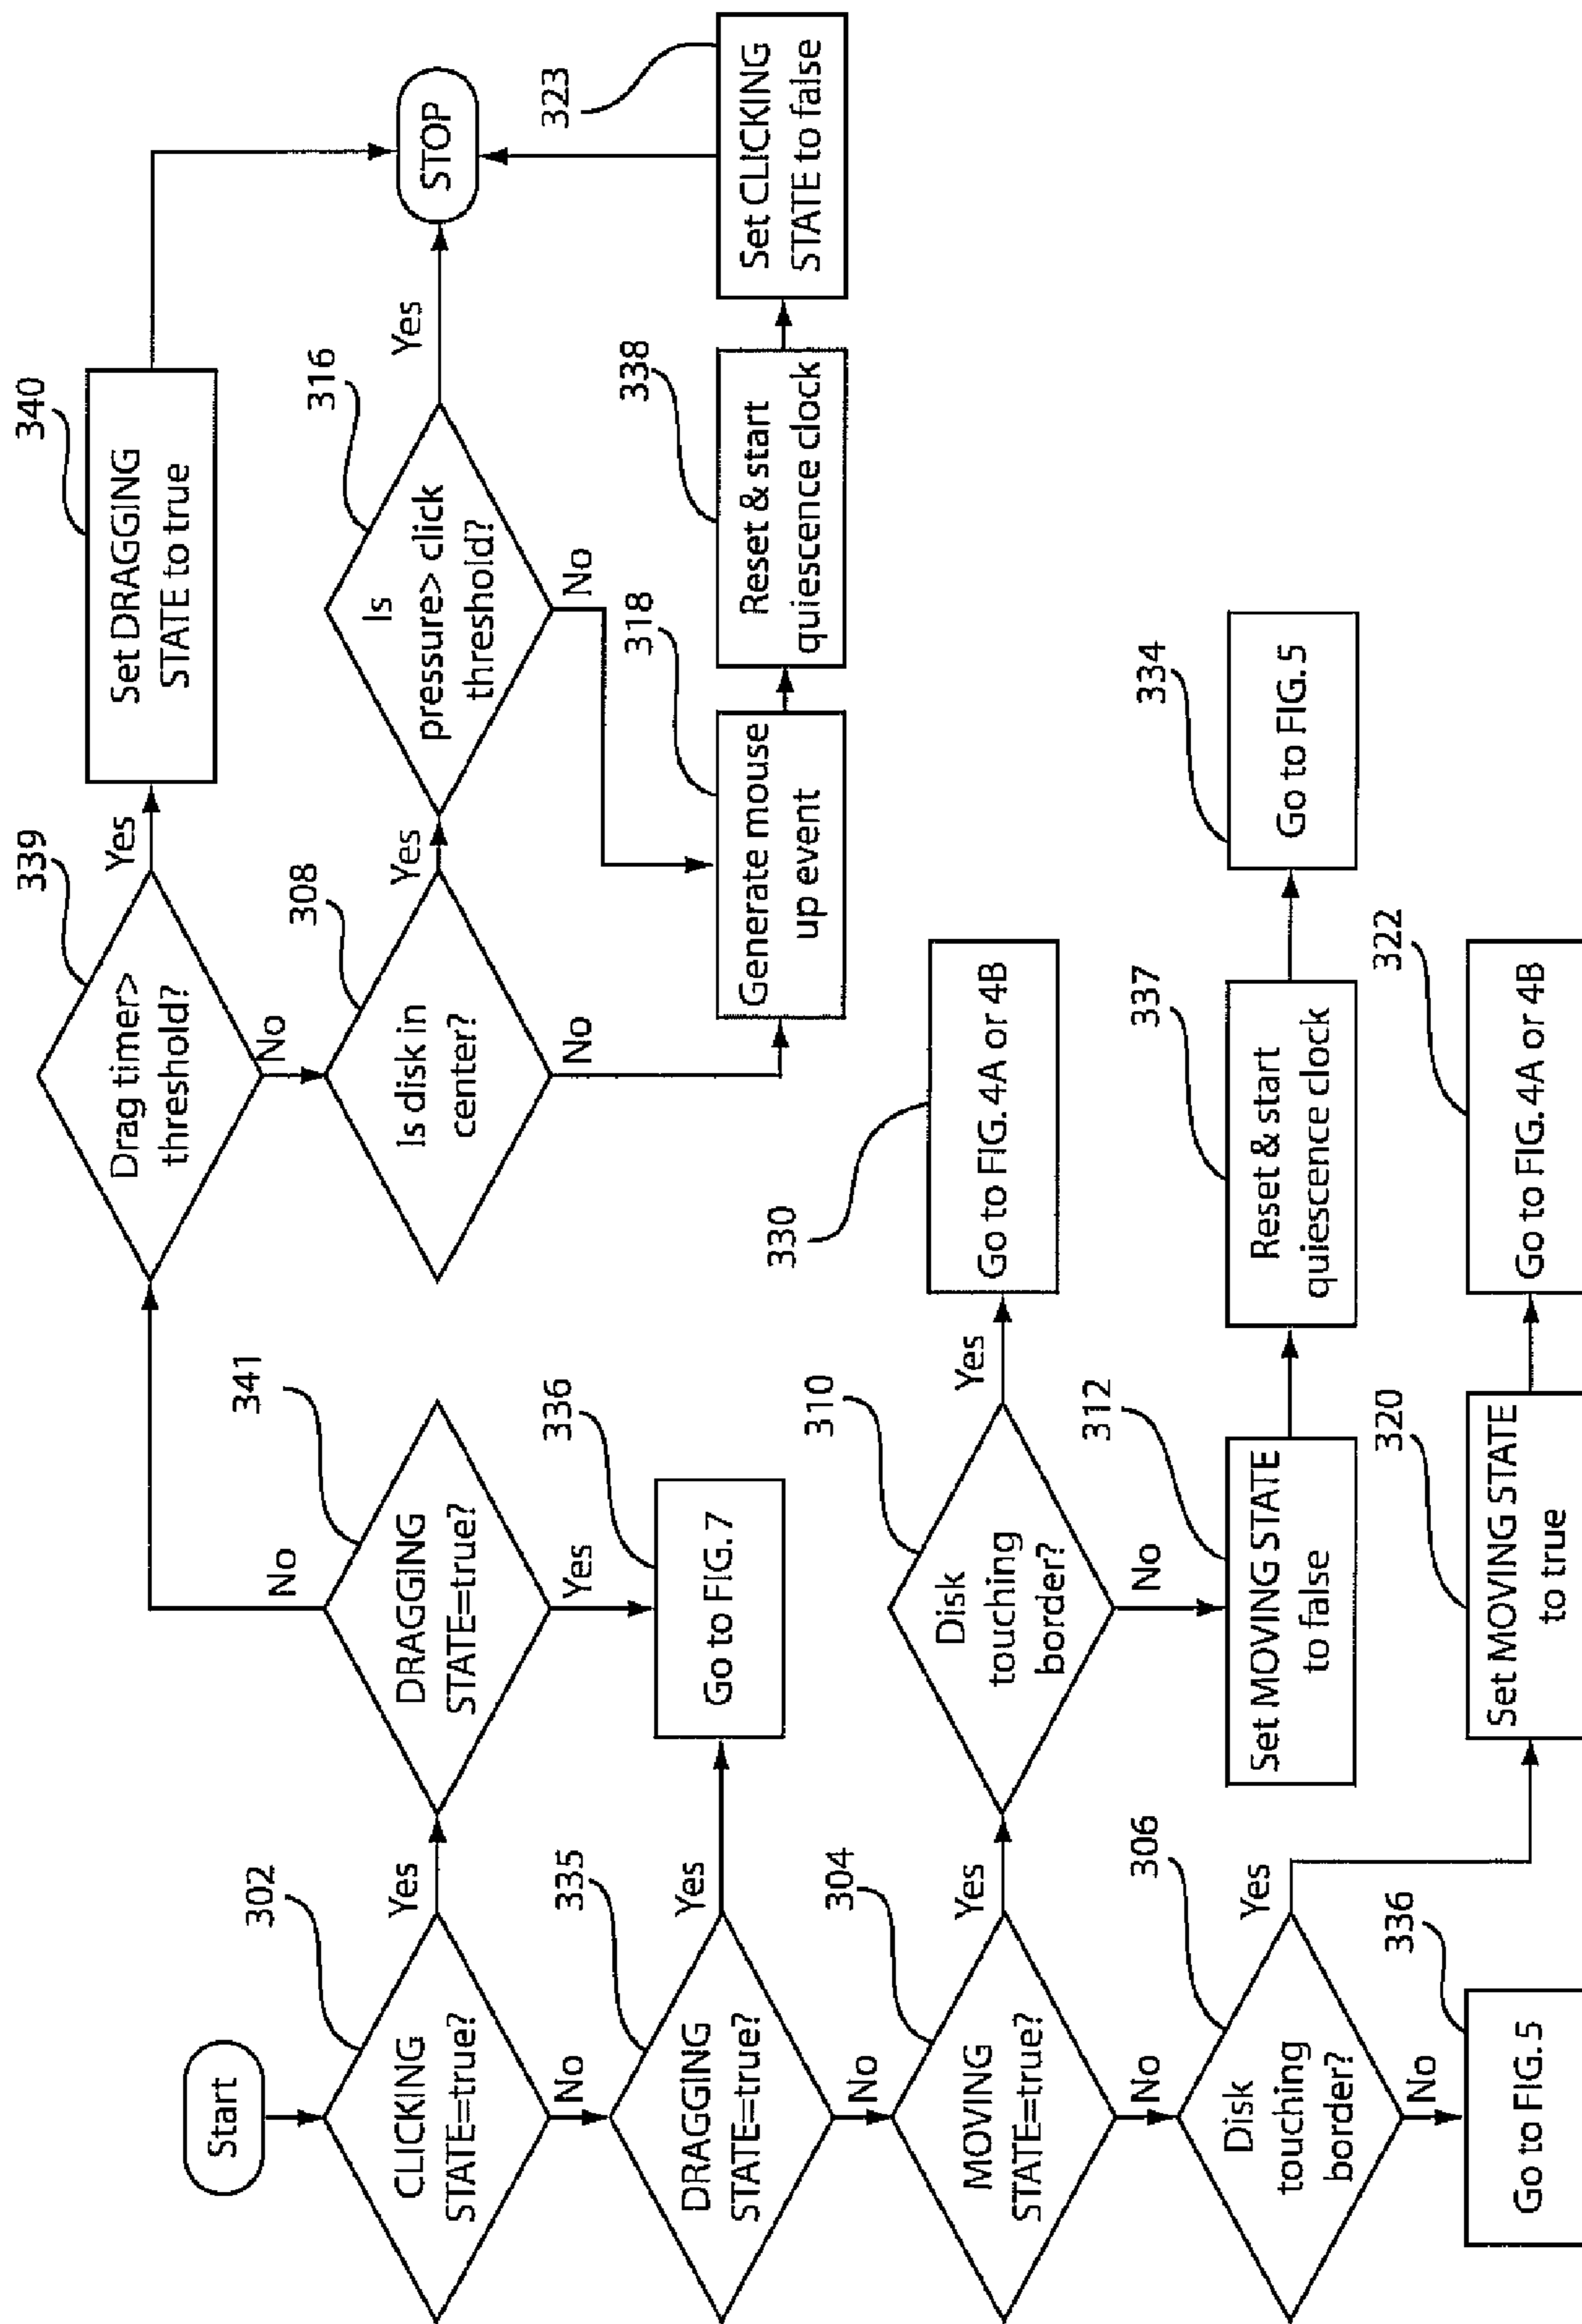 Start
302
CLICKING
STATE=true?
Yes
No
341
DRAGGING
STATE=true?
No
Yes
339
Drag timer>
threshold?
Yes
No
340
Set DRAGGING
STATE to true
STOP
308
Is disk in
center?
Yes
No
316
Is
pressure> click
threshold?
Yes
No
335
DRAGGING
STATE=true?
Yes
No
336
Go to FIG. 7
318
Generate mouse
up event
338
Reset & start
quiescence clock
323
Set CLICKING
STATE to false
304
MOVING
STATE=true?
Yes
No
310
Disk
touching
border?
Yes
No
330
Go to FIG. 4A or 4B
306
Disk
touching
border?
Yes
No
312
Set MOVING STATE
to false
337
Reset & start
quiescence clock
334
Go to FIG. 5
336
Go to FIG. 5
320
Set MOVING STATE
to true
322
Go to FIG. 4A or 4B